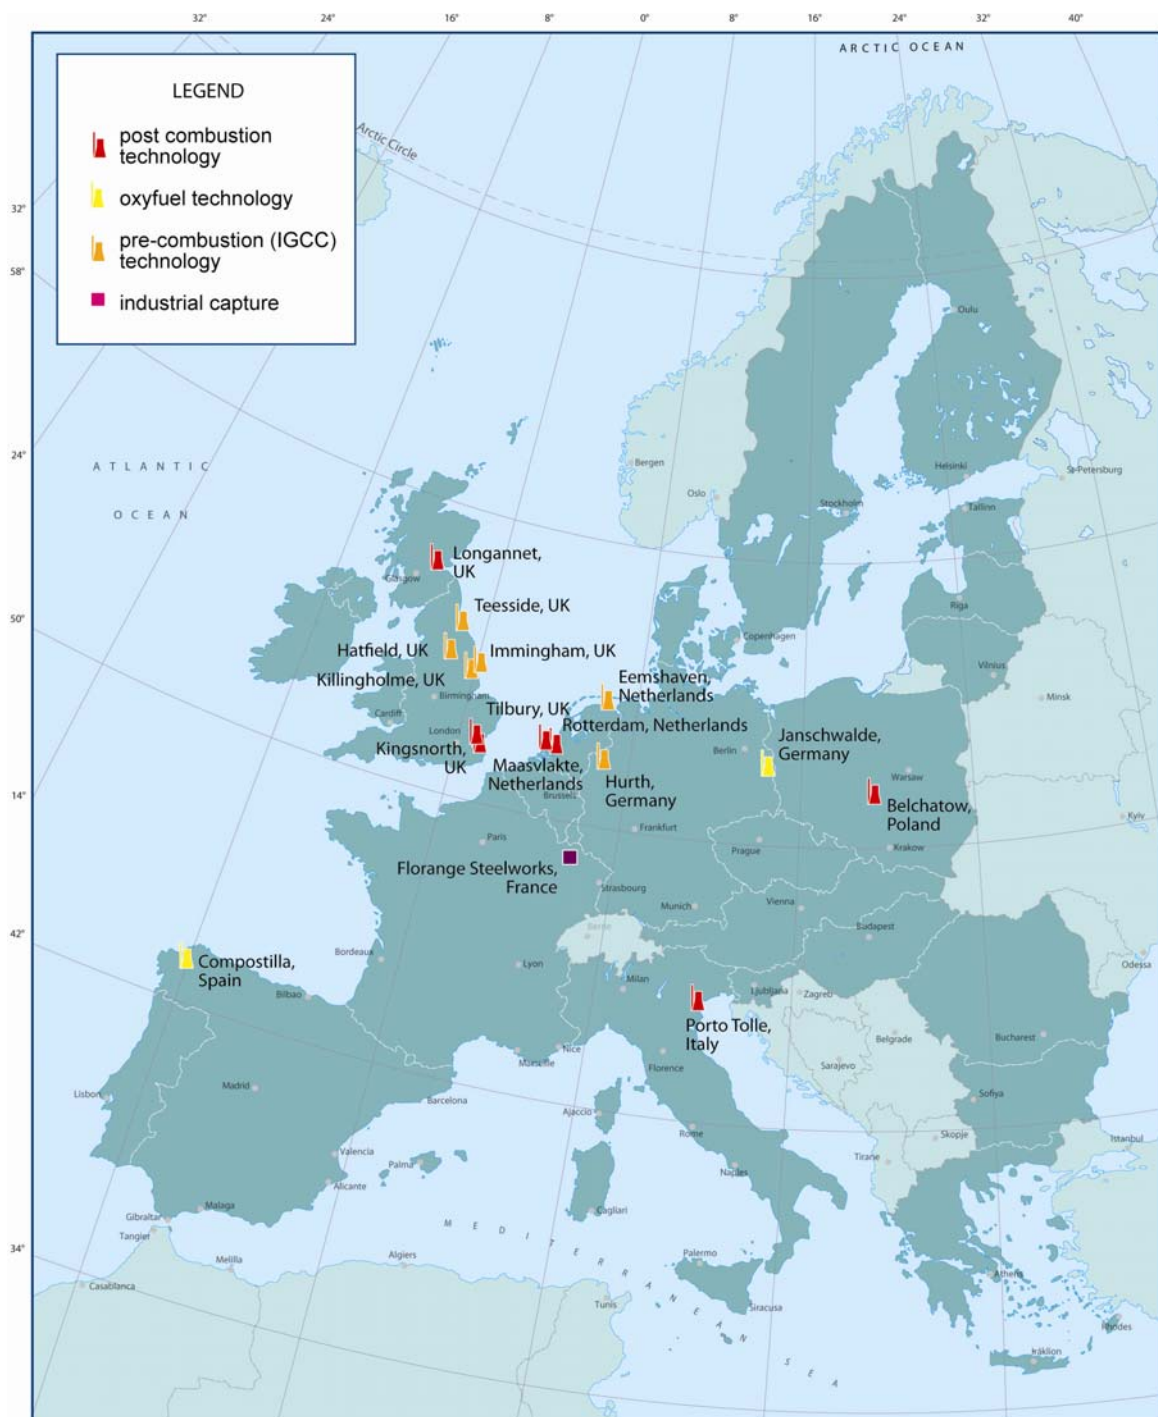 32°
24°
16°
8°
0°
8°
16°
24°
32°
40°
ARCTIC OCEAN
LEGEND
post combustion
technology
oxyfuel technology
pre-combustion (IGCC)
technology
industrial capture
Arctic Circle
32°
58°
24°
50°
14°
42°
34°
ATLANTIC
OCEAN
Oulu
Bergen
Oslo
Helsinki
St-Petersburg
Stockholm
Tallinn
Longannet,
UK
Glasgow
Teesside, UK
Riga
Hatfield, UK
Immingham, UK
Copenhagen
Killingholme, UK
Vilnius
Birmingham
Eemshaven,
Netherlands
Minsk
Cardiff
Tilbury, UK
Rotterdam, Netherlands
London
Kingsnorth,
UK
Maasvlakte,
Netherlands
Berlin
Janschwalde,
Germany
Warsaw
Hurth,
Germany
Brussels
Belchatow,
Poland
Kyiv
Paris
Frankfurt
Prague
Krakow
Florange Steelworks,
France
Strasbourg
Munich
Vienna
Budapest
Berne
Bordeaux
Compostilla,
Spain
Lyon
Milan
Odessa
Bilbao
Ljubljana
Zagreb
Porto Tolle,
Italy
Belgrade
Bucharest
Nice
Marseille
Florence
Sarajevo
Madrid
Lisbon
Barcelona
Sofiya
Ajaccio
Rome
Skopje
Istanbul
Valencia
Palma
Tirane
Naples
Alicante
Malaga
Gibraltar
Tangier
Cagliari
MEDITERRANEAN SEA
Melilla
Algiers
Palermo
Casablanca
Tunis
Siracusa
Athens
Rhodes
Iráklion